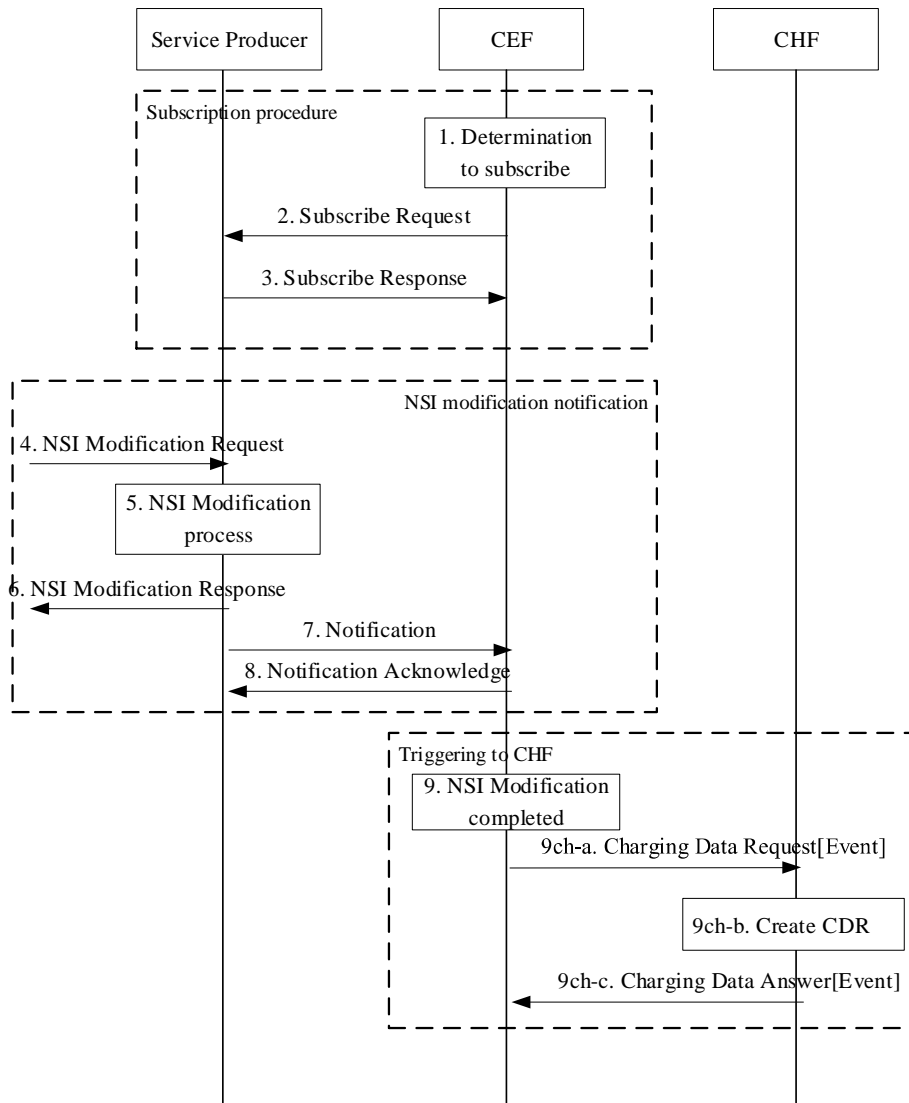 Service Producer
CEF
CHF
Subscription procedure
1. Determination
to subscribe
2. Subscribe Request
3. Subscribe Response
NSI modification notification
4. NSI Modification Request
5. NSI Modification
process
6. NSI Modification Response
7. Notification
8. Notification Acknowledge
Triggering to CHF
9. NSI Modification
completed
9ch-a. Charging Data Request[Event]
9ch-b. Create CDR
9ch-c. Charging Data Answer[Event]